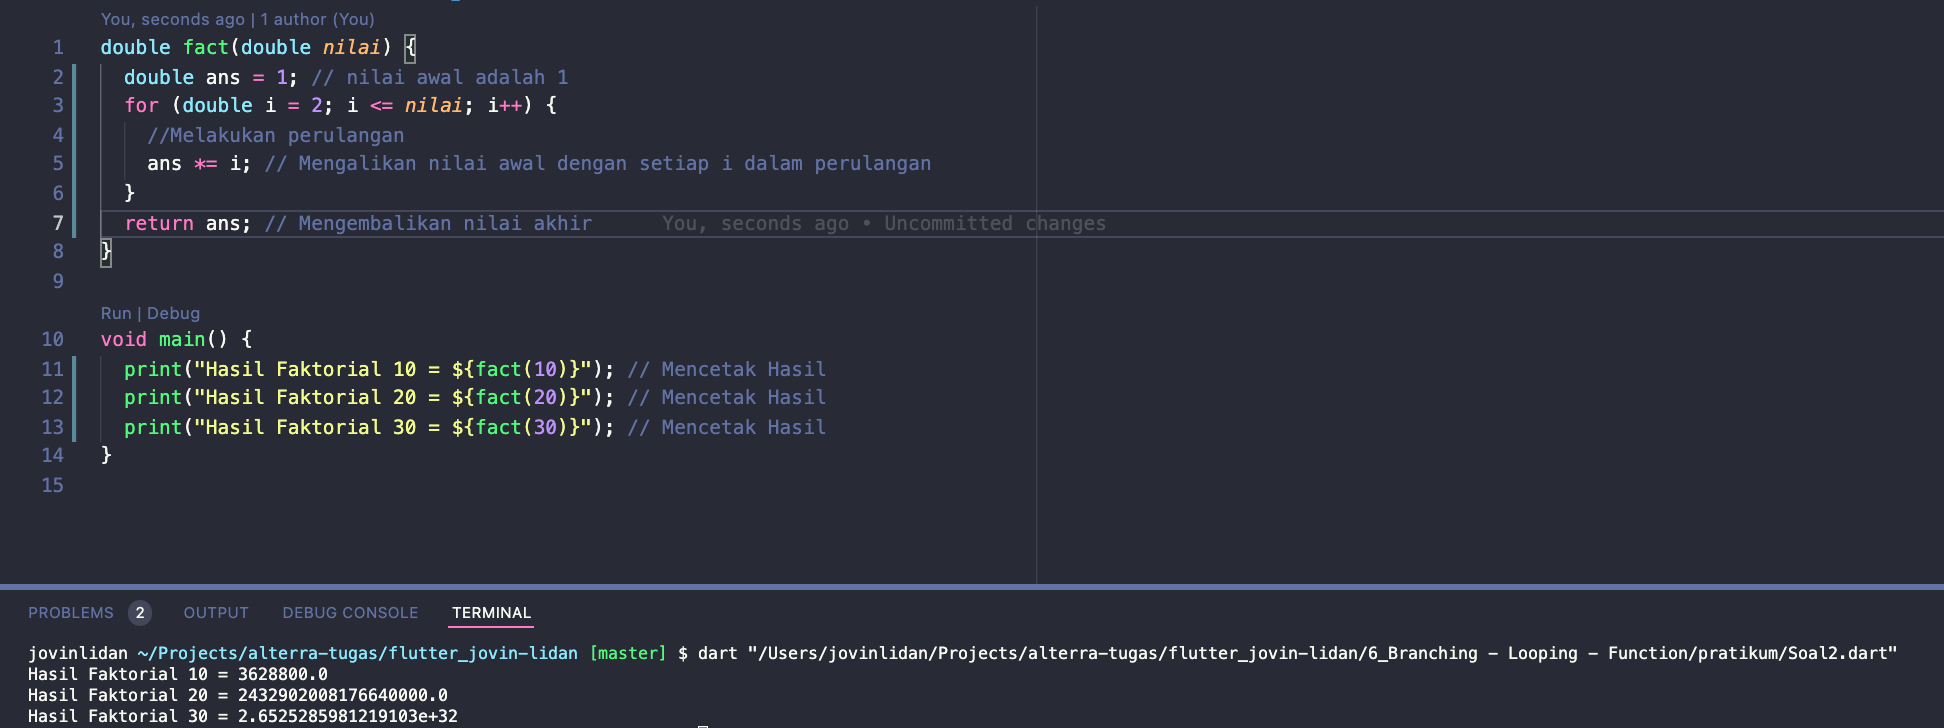 You, seconds ago | 1 author (You)
1 double fact(double nilai) {
2 double ans = 1; // nilai awal adalah 1
3 for (double i = 2; i <= nilai; i++) {
4 //Melakukan perulangan
5 ans *= i; // Mengalikan nilai awal dengan setiap i dalam perulangan
6 }
7 return ans; // Mengembalikan nilai akhir You, seconds ago • Uncommitted changes
8 }
9
Run | Debug
10 void main() {
11 print("Hasil Faktorial 10 = ${fact(10)}"); // Mencetak Hasil
12 print("Hasil Faktorial 20 = ${fact(20)}"); // Mencetak Hasil
13 print("Hasil Faktorial 30 = ${fact(30)}"); // Mencetak Hasil
14 }
15
PROBLEMS 2 OUTPUT DEBUG CONSOLE TERMINAL
jovinlidan ~/Projects/alterra-tugas/flutter_jovin-lidan [master] $ dart "/Users/jovinlidan/Projects/alterra-tugas/flutter_jovin-lidan/6_Branching - Looping - Function/pratikum/Soal2.dart"
Hasil Faktorial 10 = 3628800.0
Hasil Faktorial 20 = 2432902008176640000.0
Hasil Faktorial 30 = 2.6525285981219103e+32